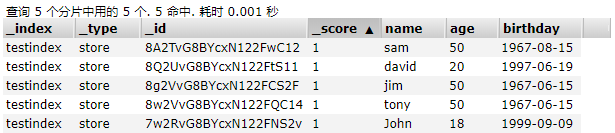 查询 5 个分片中用的 5 个. 5 命中. 耗时 0.001 秒
_index _type _id _score ▲ name age birthday
testindex store 8A2TvG8BYcxN122FwC12 1 sam 50 1967-08-15
testindex store 8Q2UvG8BYcxN122FtS11 1 david 20 1997-06-19
testindex store 8g2VvG8BYcxN122FCS2F 1 jim 50 1967-06-15
testindex store 8w2VvG8BYcxN122FQC14 1 tony 50 1967-06-15
testindex store 7w2RvG8BYcxN122FNS2v 1 John 18 1999-09-09